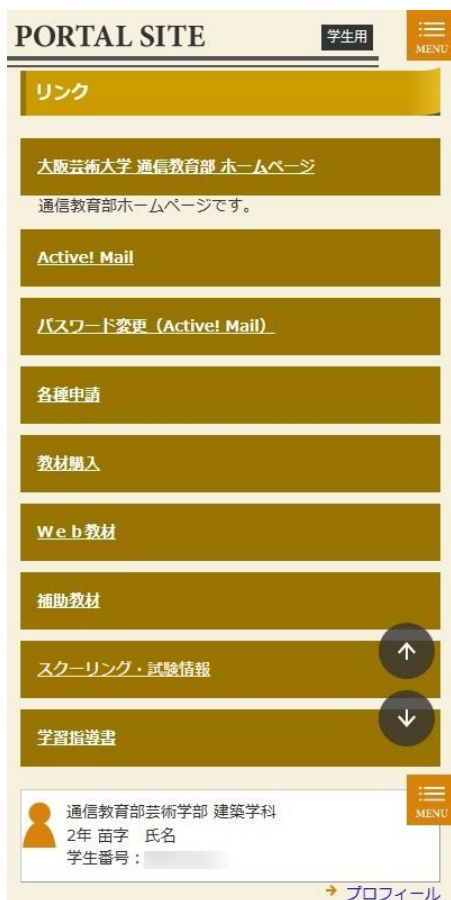 PORTAL SITE
学生用
MENU
リンク
大阪芸術大学 通信教育部 ホームページ
通信教育部ホームページです。
Active! Mail
パスワード変更（Active! Mail）
各種申請
教材購入
Ｗｅｂ教材
補助教材
スクーリング・試験情報
学習指導書
通信教育部芸術学部 建築学科
MENU
2年 苗字　氏名
学生番号：
プロフィール